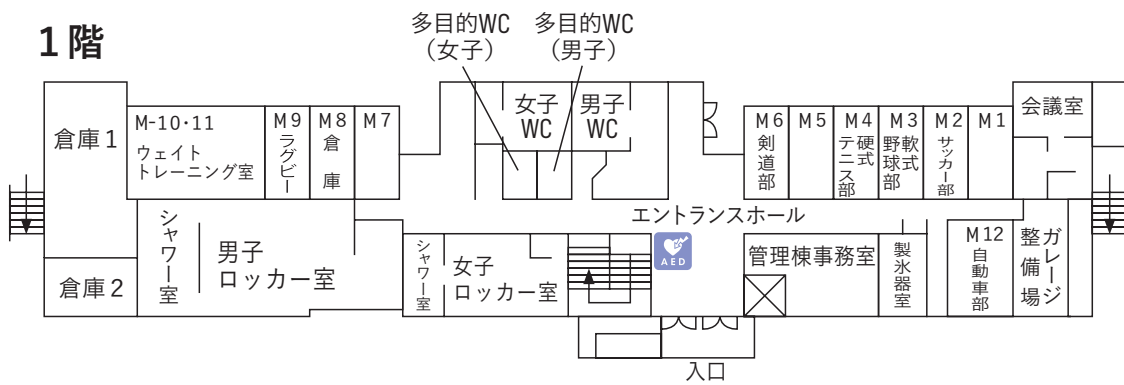 1階
多目的WC
（女子）
多目的WC
（男子）
倉庫1
M-10・11
ウェイト
トレーニング室
M9
ラグビー
M8
倉庫
M7
女子
WC
男子
WC
M6
剣道部
M5
M4
硬式
テニス部
M3
軟式
野球部
M2
サッカー部
M1
会議室
エントランスホール
シャワー室
男子
ロッカー室
倉庫2
シャワー室
女子
ロッカー室
AED
管理棟事務室
製氷器室
M12
自動車部
ガレージ
整備場
入口